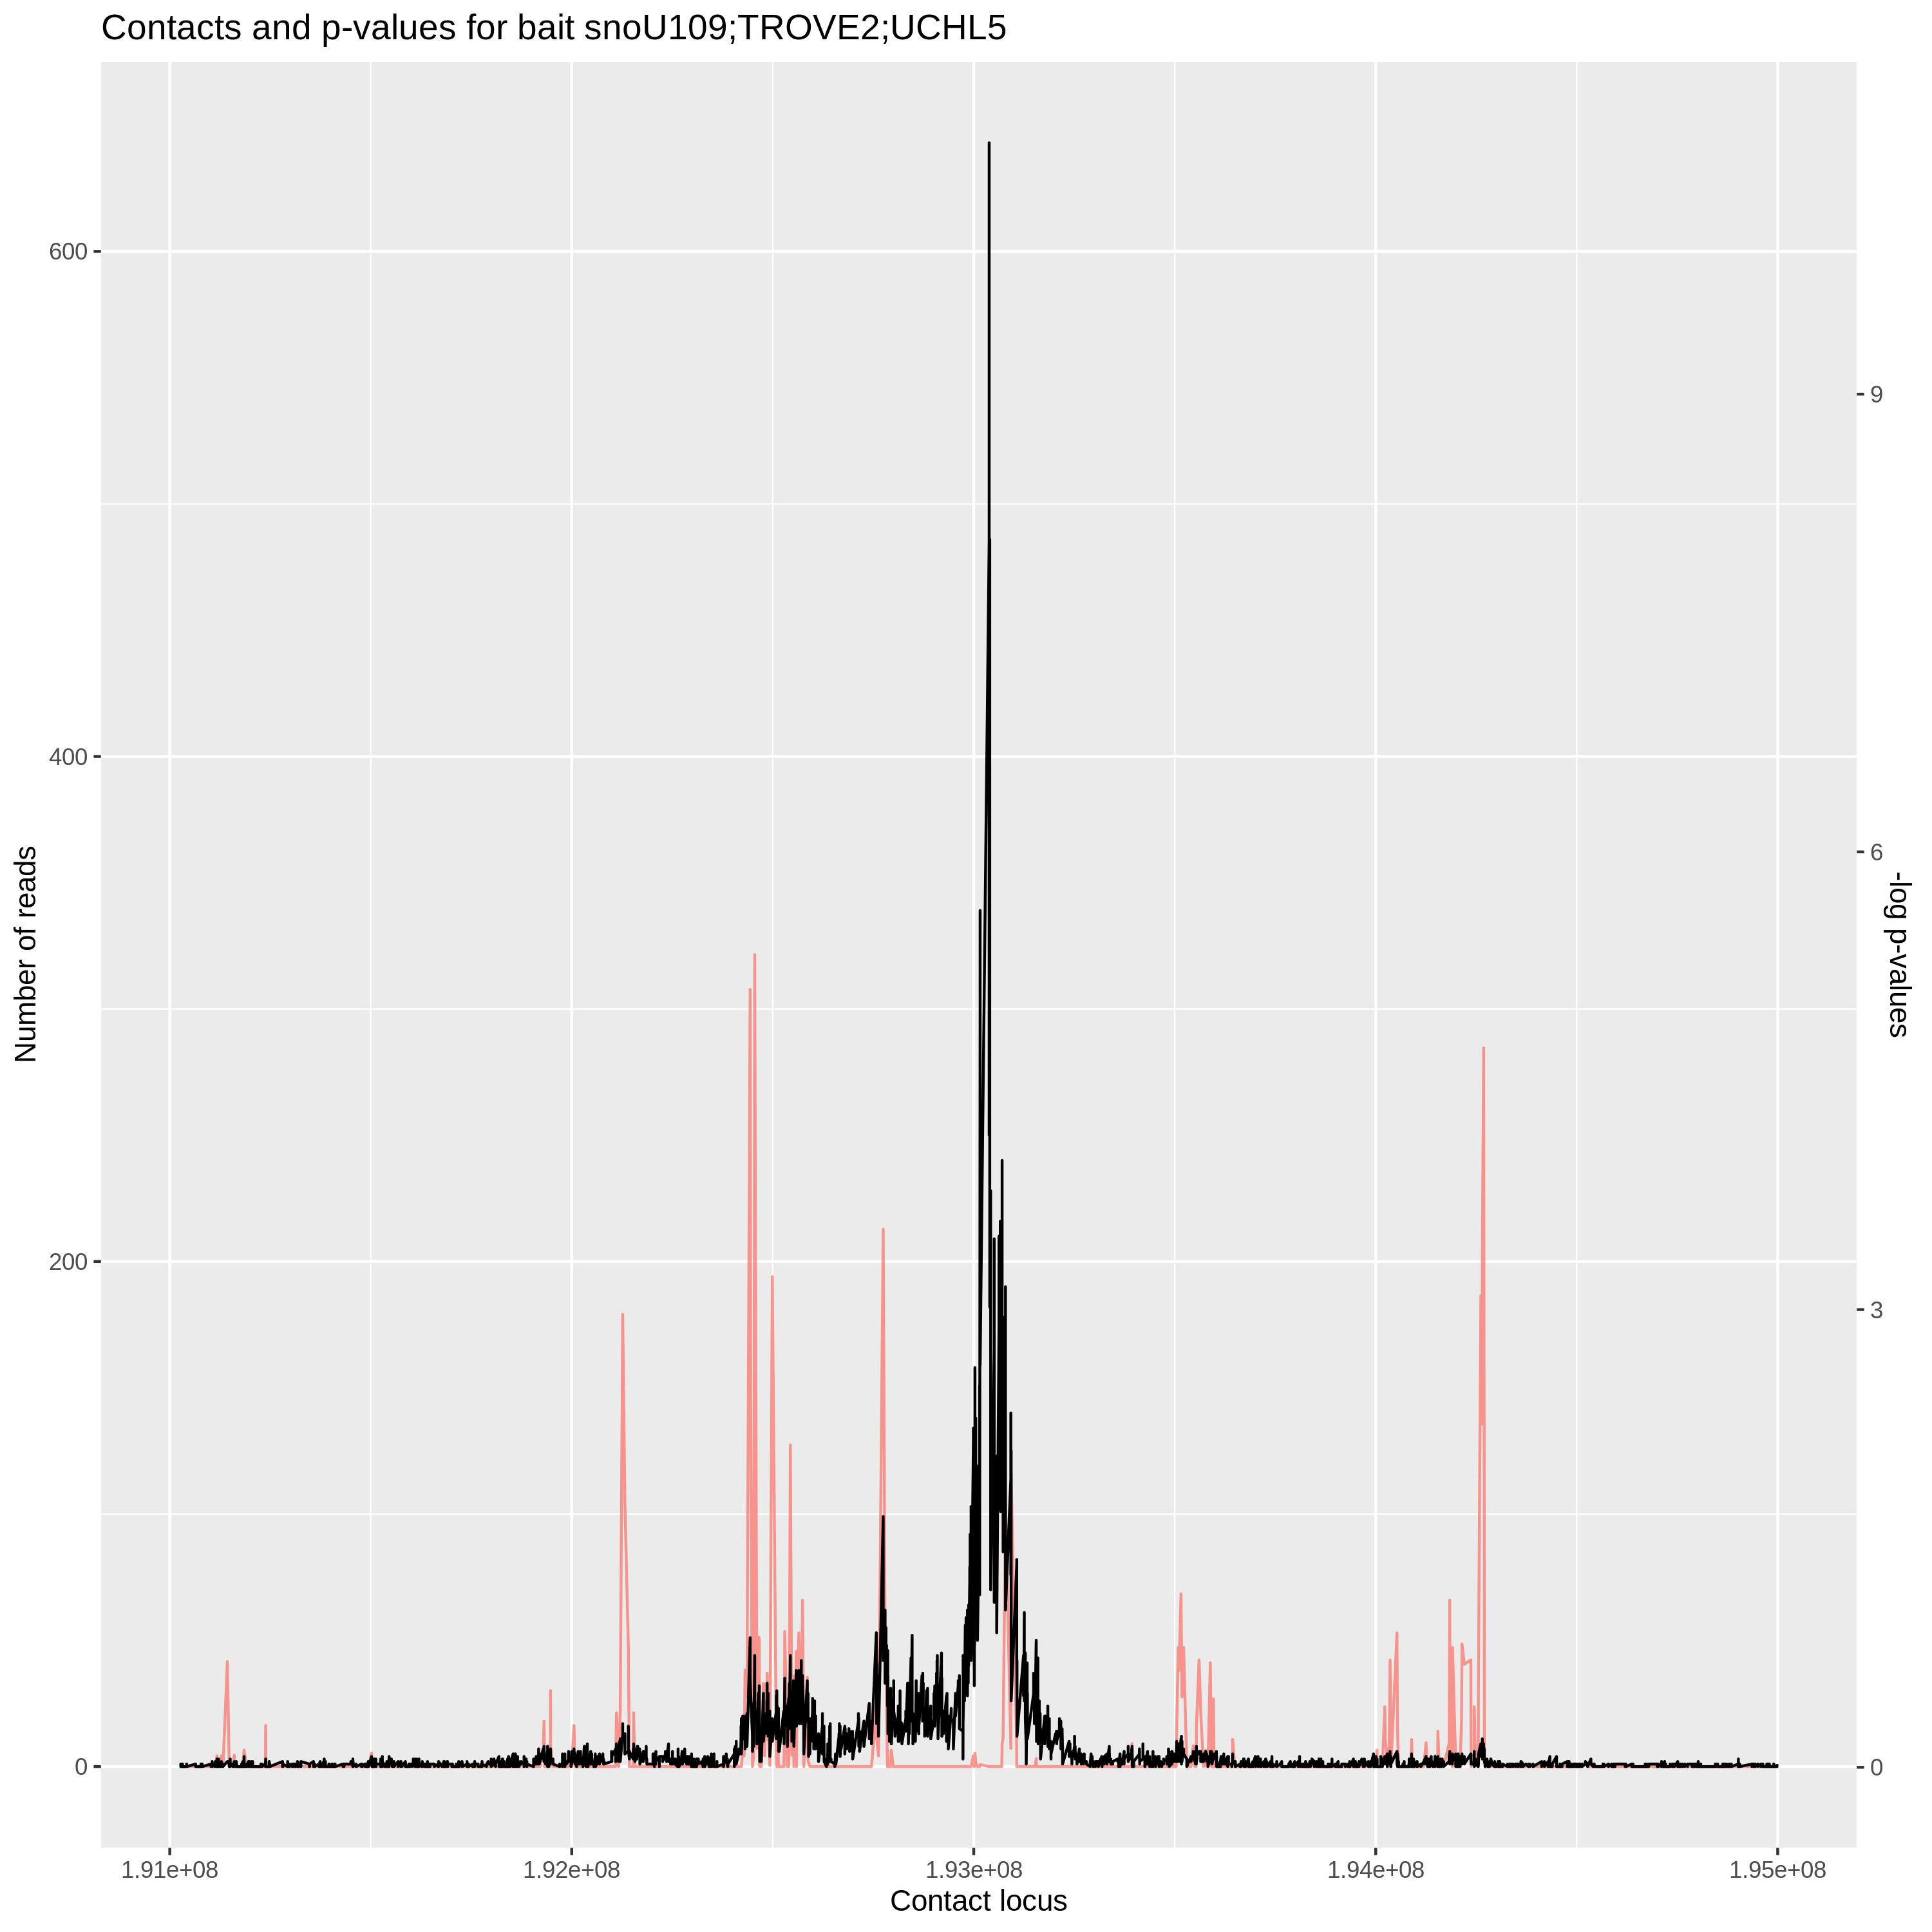 Contacts and p-values for bait snoU109;TROVE2;UCHL5
600
400
200
0
Number of reads
9
6
3
0
-log p-values
1.91e+08
1.92e+08
1.93e+08
1.94e+08
1.95e+08
Contact locus